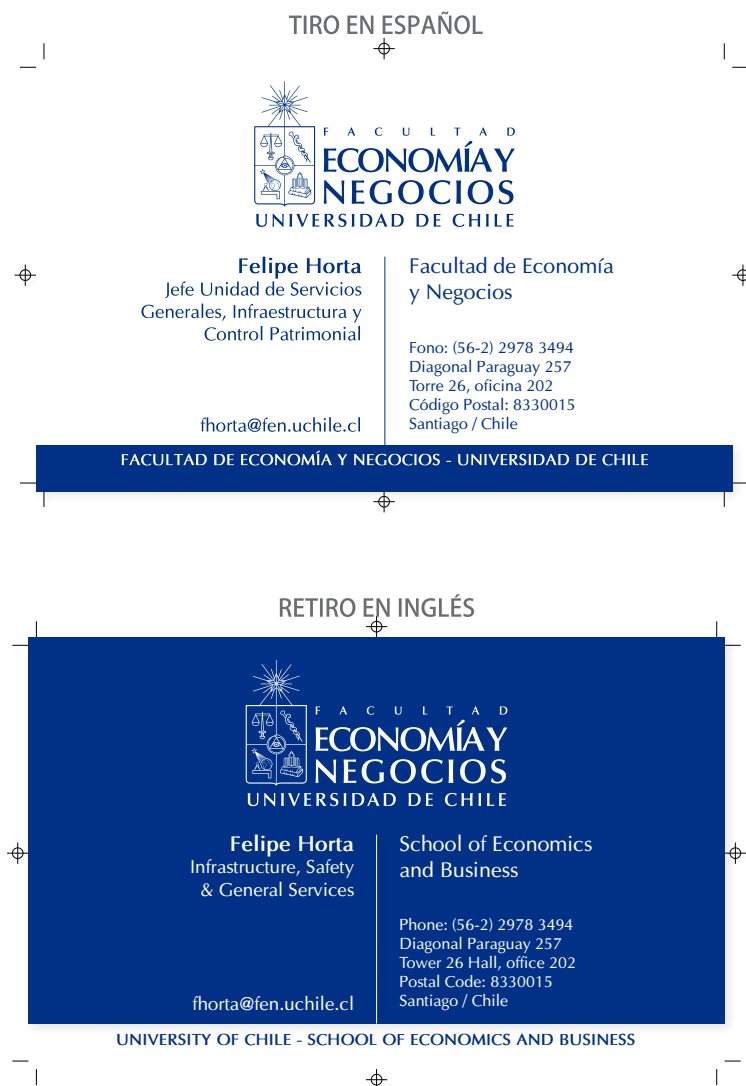 TIRO EN ESPAÑOL
FACULTAD
ECONOMÍA Y
NEGOCIOS
UNIVERSIDAD DE CHILE
Felipe Horta
Jefe Unidad de Servicios
Generales, Infraestructura y
Control Patrimonial
fhorta@fen.uchile.cl
Facultad de Economía
y Negocios
Fono: (56-2) 2978 3494
Diagonal Paraguay 257
Torre 26, oficina 202
Código Postal: 8330015
Santiago / Chile
FACULTAD DE ECONOMÍA Y NEGOCIOS - UNIVERSIDAD DE CHILE
RETIRO EN INGLÉS
FACULTAD
ECONOMÍA Y
NEGOCIOS
UNIVERSIDAD DE CHILE
Felipe Horta
Infrastructure, Safety
& General Services
fhorta@fen.uchile.cl
School of Economics
and Business
Phone: (56-2) 2978 3494
Diagonal Paraguay 257
Tower 26 Hall, office 202
Postal Code: 8330015
Santiago / Chile
UNIVERSITY OF CHILE - SCHOOL OF ECONOMICS AND BUSINESS